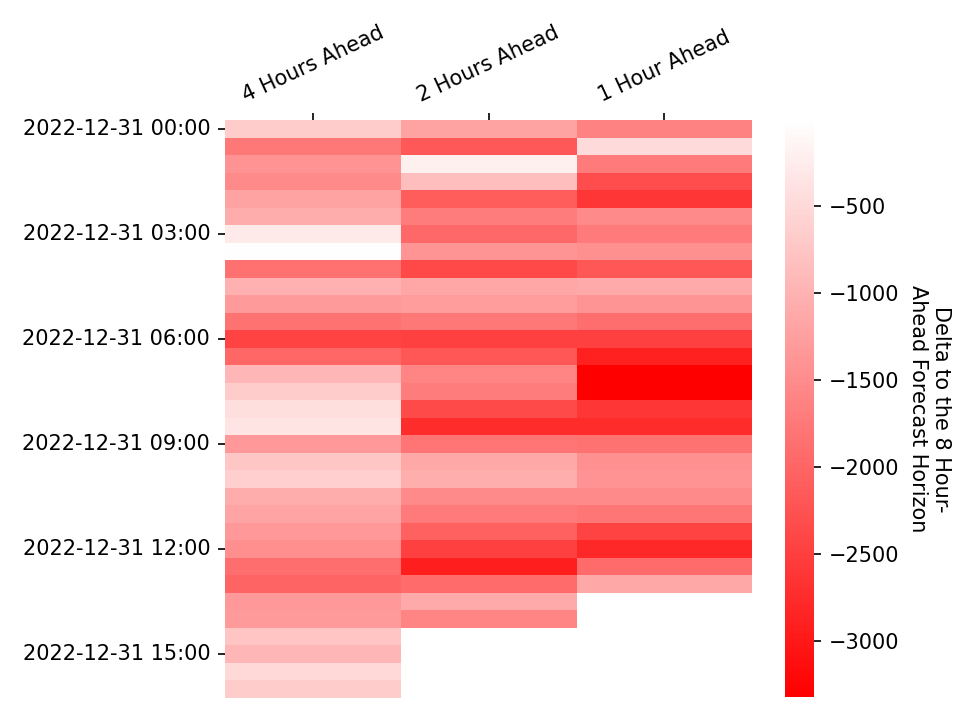 4 Hours Ahead
2 Hours Ahead
1 Hour Ahead
2022-12-31 00:00
2022-12-31 03:00
2022-12-31 06:00
2022-12-31 09:00
2022-12-31 12:00
2022-12-31 15:00
−500
−1000
−1500
−2000
−2500
−3000
Delta to the 8 Hour-
Ahead Forecast Horizon